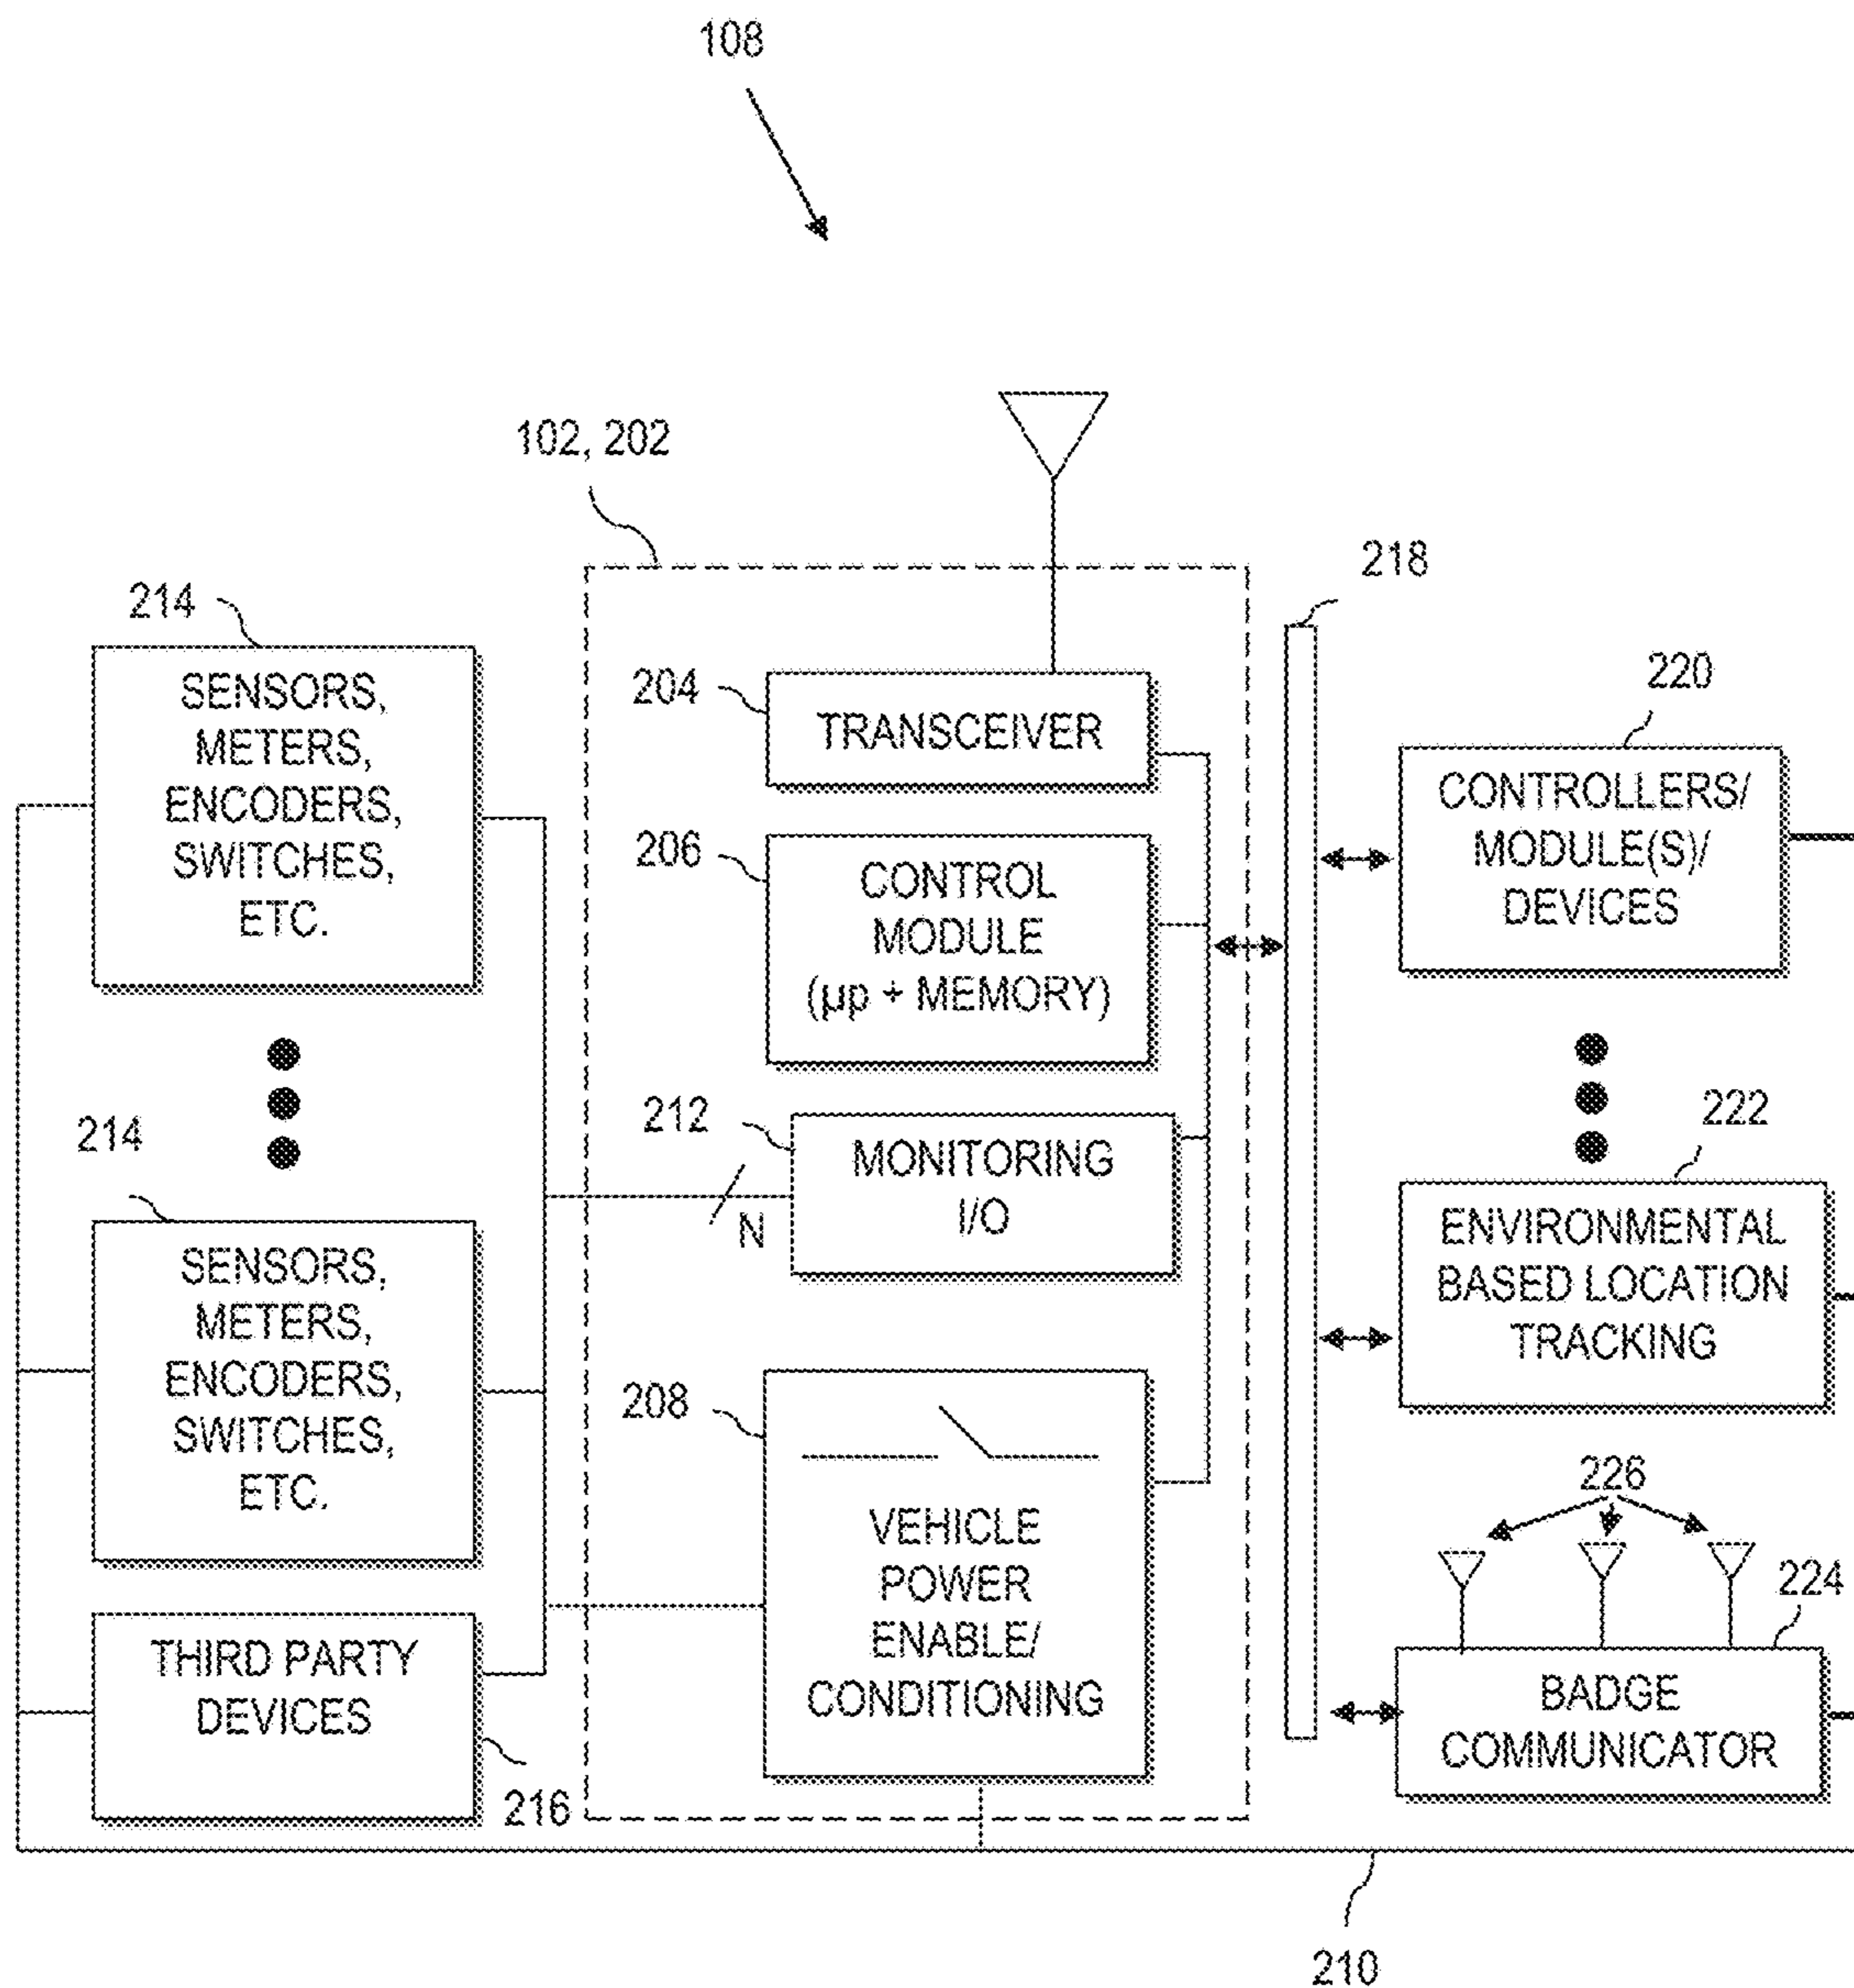 108
102, 202
218
214
SENSORS,
METERS,
ENCODERS,
SWITCHES,
ETC.
204
TRANSCEIVER
220
CONTROLLERS/
MODULE(S)/
DEVICES
206
CONTROL
MODULE
(µp + MEMORY)
214
SENSORS,
METERS,
ENCODERS,
SWITCHES,
ETC.
212
MONITORING
I/O
N
222
ENVIRONMENTAL
BASED LOCATION
TRACKING
208
VEHICLE
POWER
ENABLE/
CONDITIONING
226
224
BADGE
COMMUNICATOR
THIRD PARTY
DEVICES
216
210